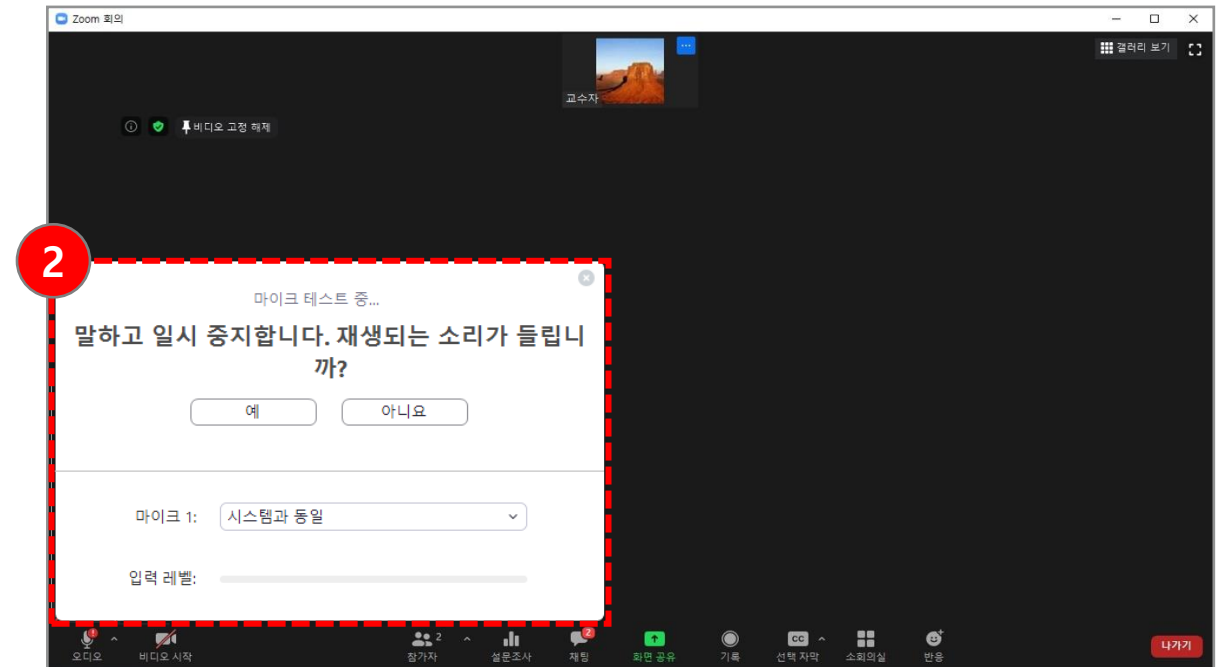 Zoom 회의
갤러리 보기
교수자
비디오 고정 해제
2
마이크 테스트 중...
말하고 일시 중지합니다. 재생되는 소리가 들립니
까?
예
아니요
마이크 1:
시스템과 동일
입력 레벨:
오디오
비디오 시작
2
참가자
설문조사
2
채팅
화면 공유
기록
CC
선택 자막
소회의실
반응
나가기